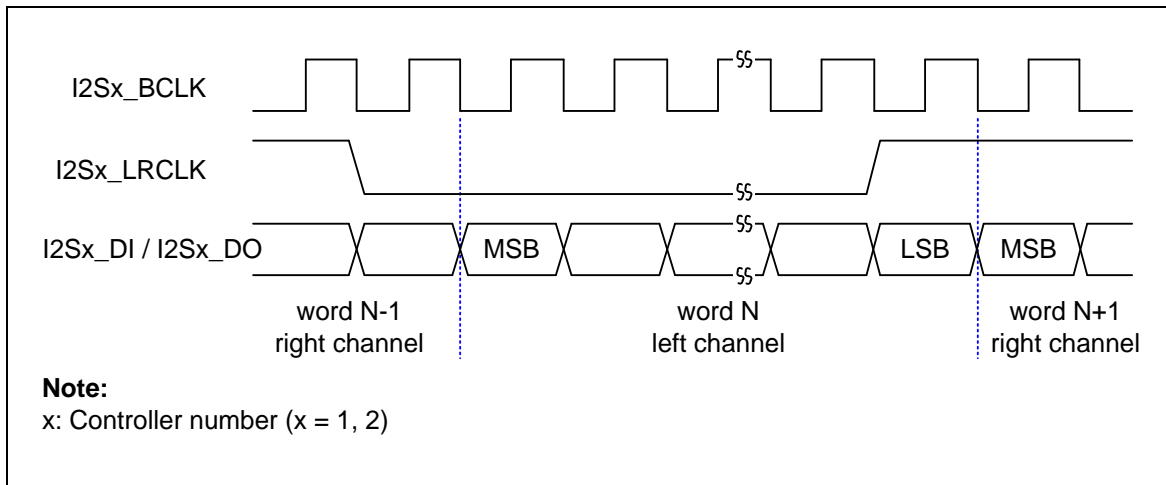 I2Sx_BCLK
I2Sx_LRCLK
I2Sx_DI / I2Sx_DO
MSB
LSB
MSB
word N-1
right channel
word N
left channel
word N+1
right channel
Note:
x: Controller number (x = 1, 2)